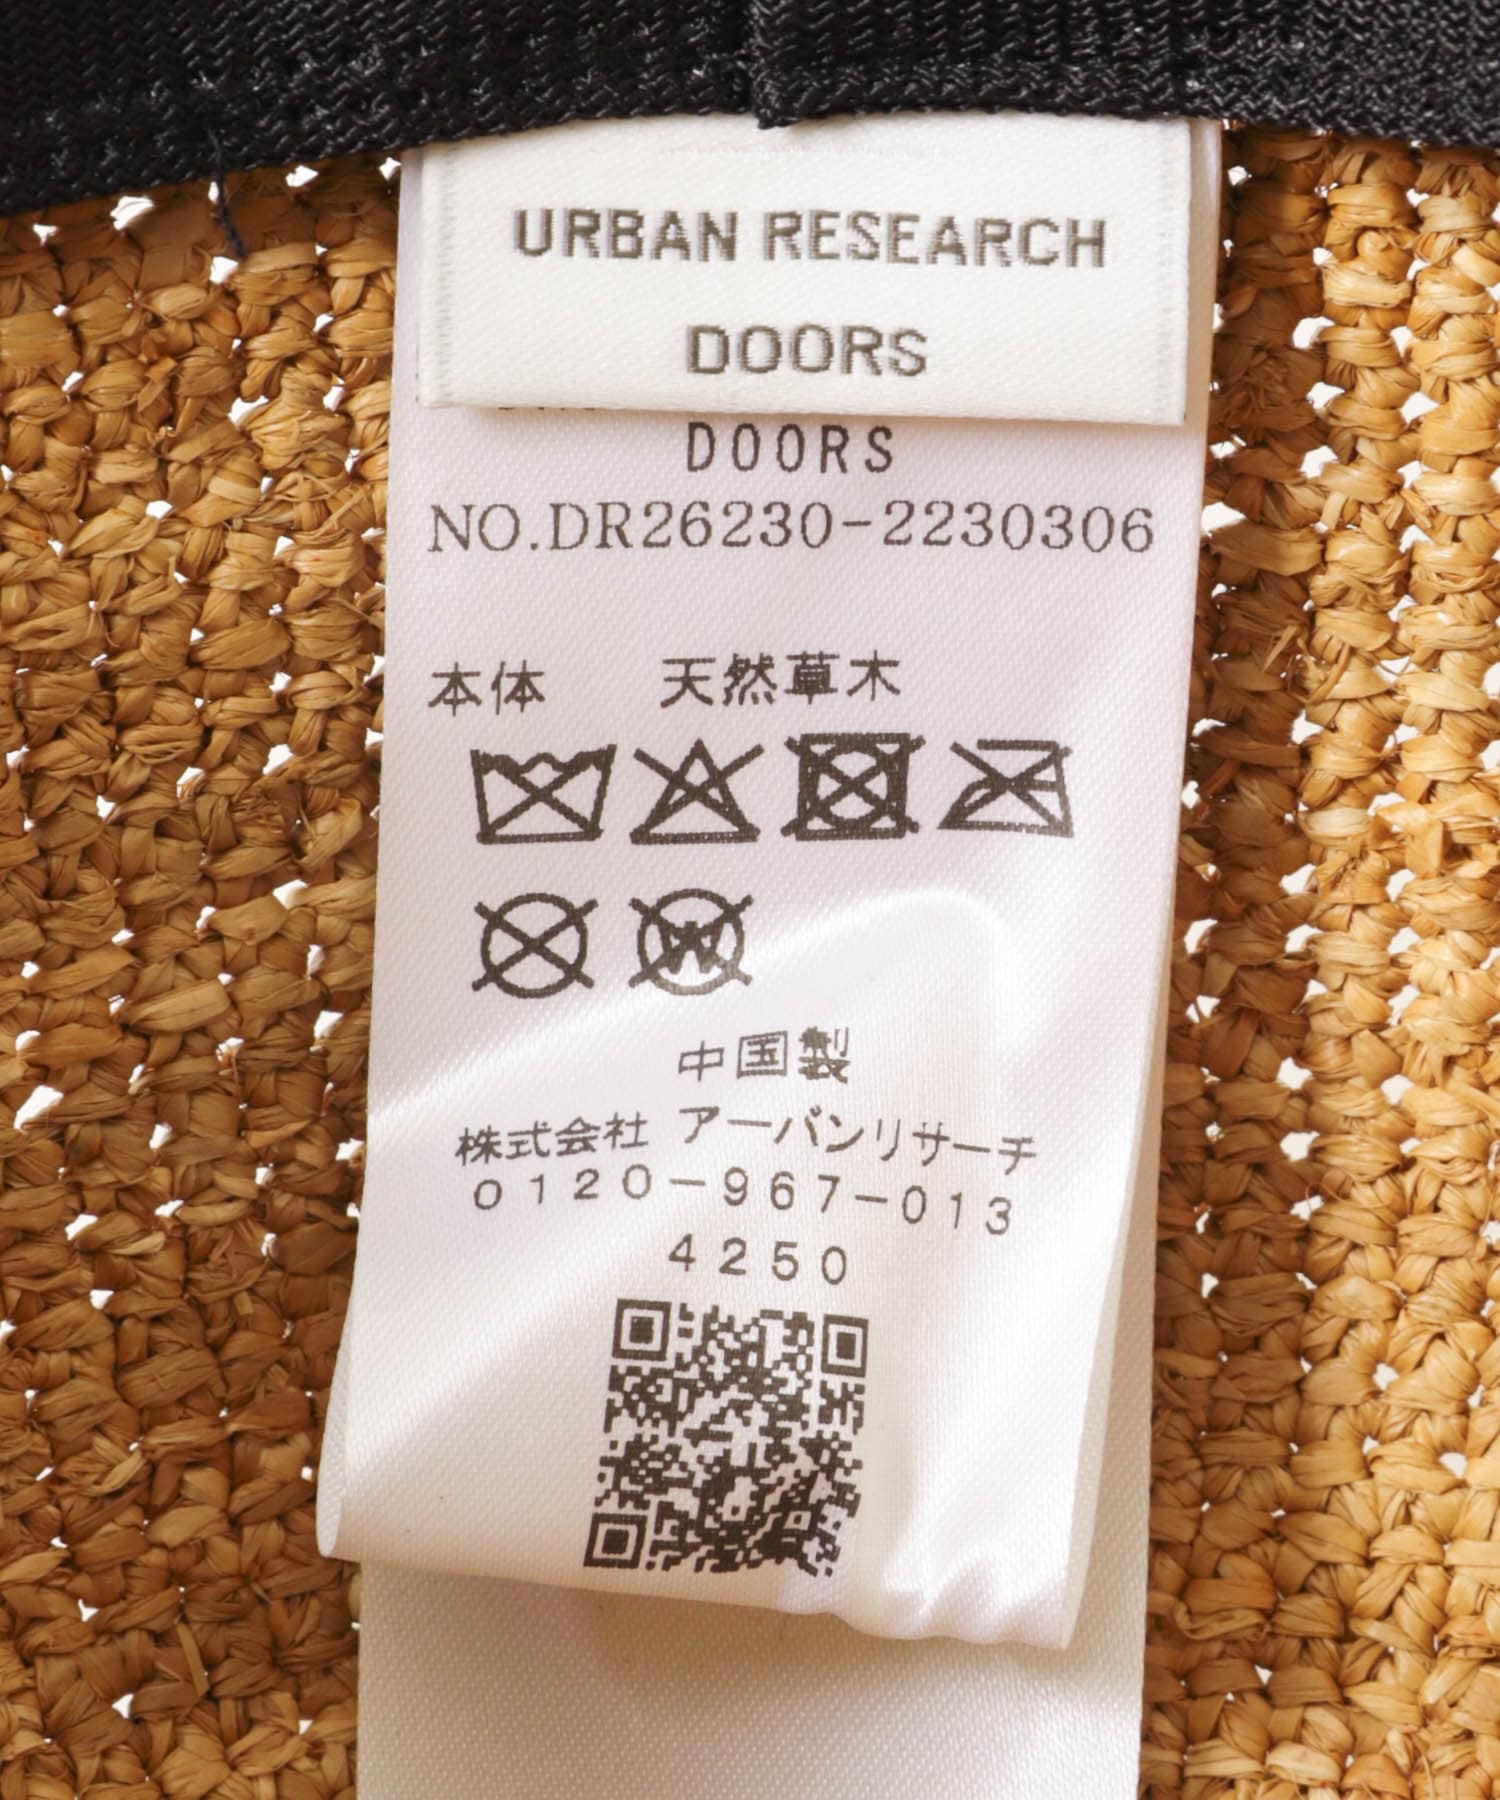 URBAN RESEARCH
DOORS
DOORS
NO.DR26230-2230306
本体 天然草木
W
中国製
株式会社 アーバンリサーチ
0120-967-013
4250